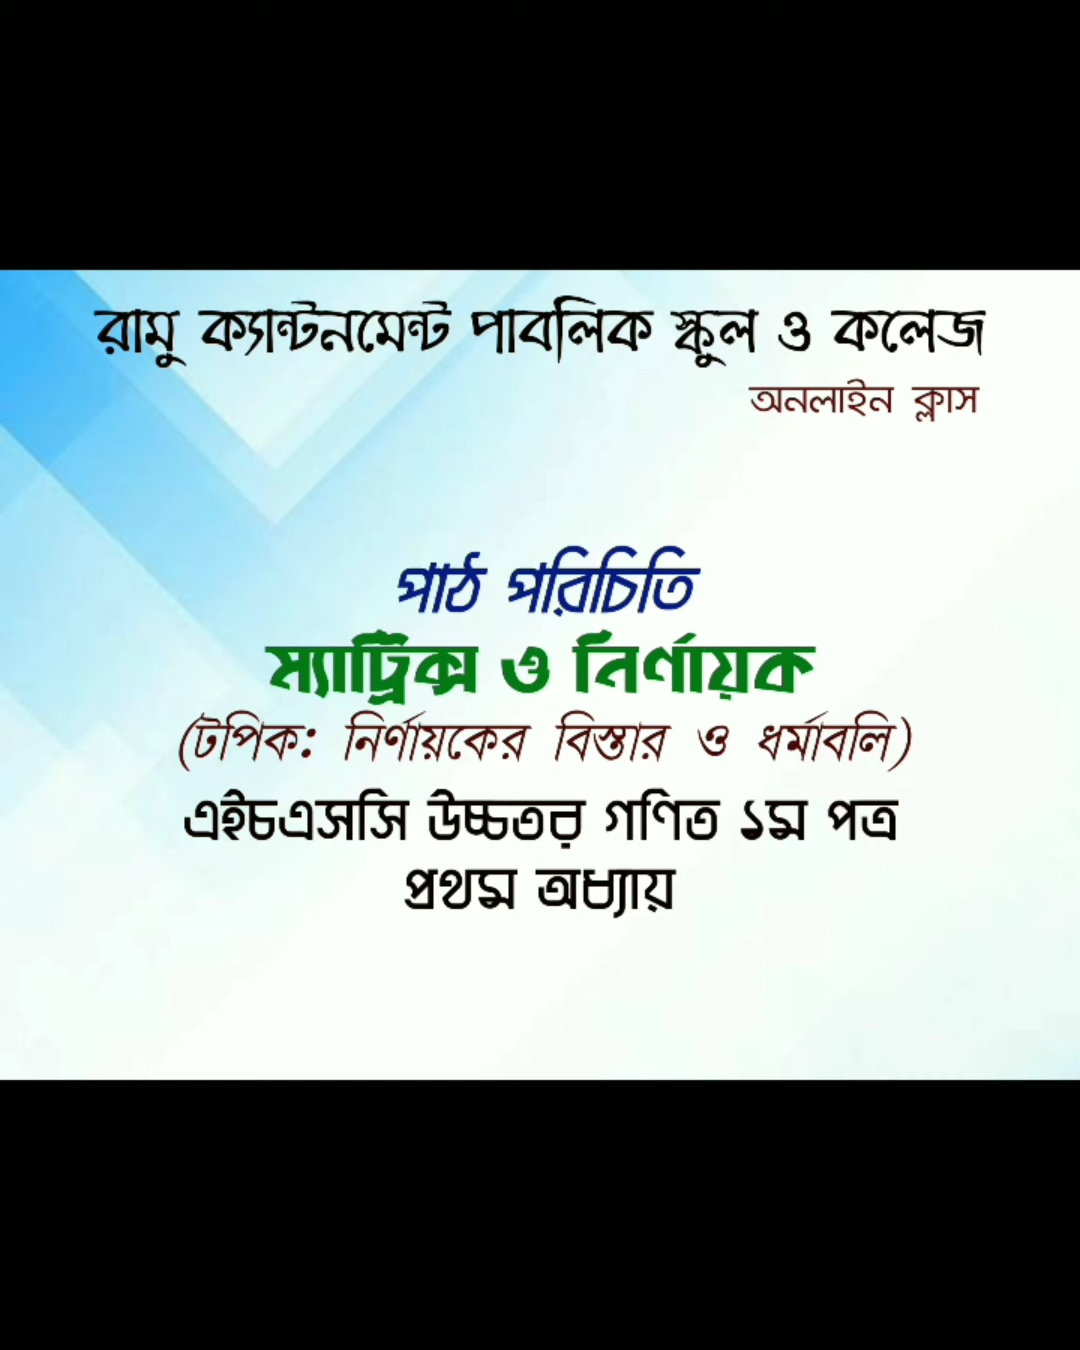 রামু ক্যান্টনমেন্ট পাবলিক স্কুল ও কলেজ
অনলাইন ক্লাস
পাঠ পরিচিতি
ম্যাট্রিক্স ও নির্ণায়ক
(টপিক: নির্ণায়কের বিস্তার ও ধর্মাবলি)
এইচএসসি উচ্চতর গণিত ১ম পত্র
প্রথম অধ্যায়